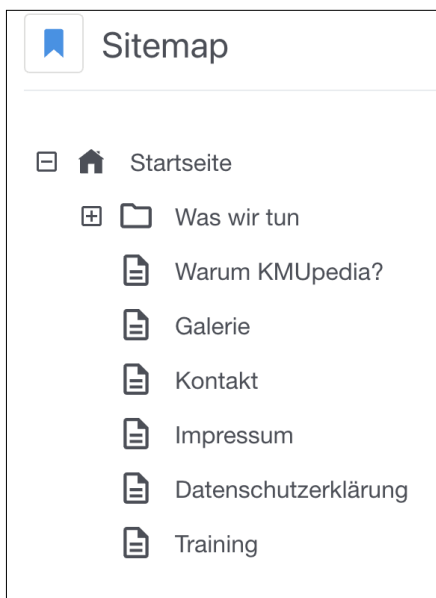 Sitemap
Startseite
Was wir tun
Warum KMUpedia?
Galerie
Kontakt
Impressum
Datenschutzerklärung
Training